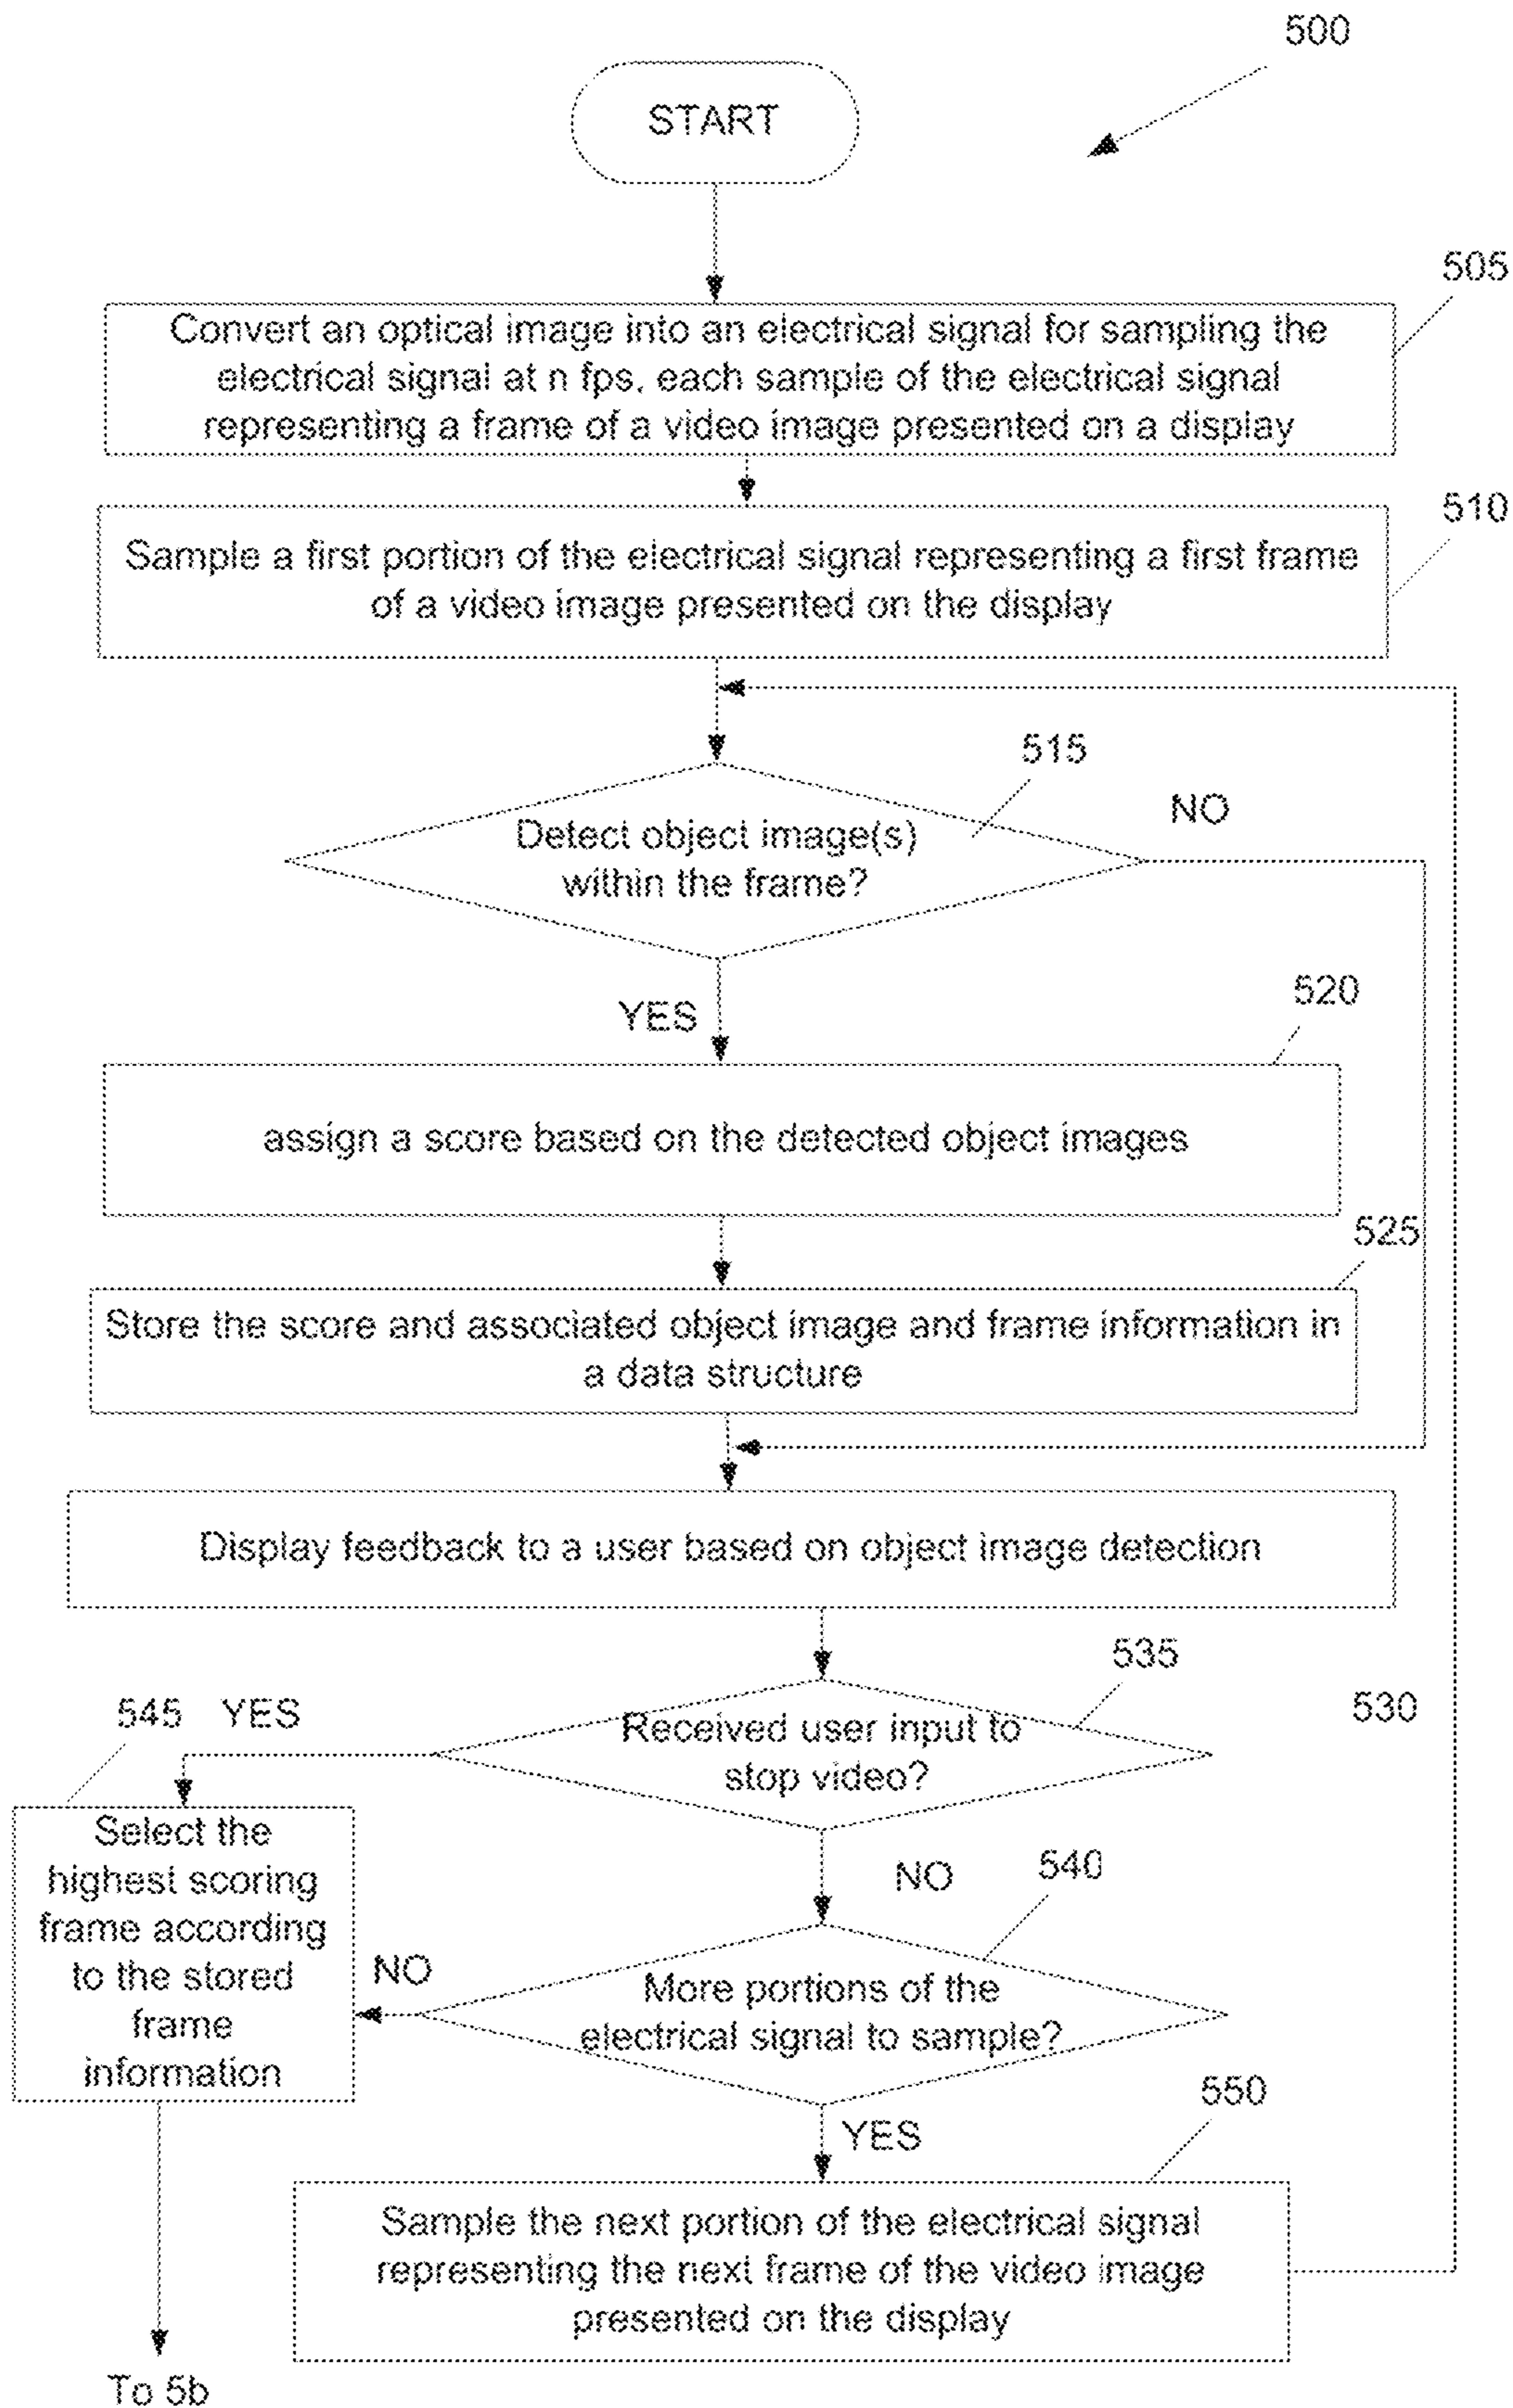 500
START
505
Convert an optical image into an electrical signal for sampling the
electrical signal at n fps, each sample of the electrical signal
representing a frame of a video image presented on a display
510
Sample a first portion of the electrical signal representing a first frame
of a video image presented on the display
515
NO
Detect object image(s)
within the frame?
YES
520
assign a score based on the detected object images
525
Store the score and associated object image and frame information in
a data structure
Display feedback to a user based on object image detection
535
530
545
YES
Received user input to
stop video?
NO
540
Select the
highest scoring
frame according
to the stored
frame
information
NO
More portions of the
electrical signal to sample?
550
YES
Sample the next portion of the electrical signal
representing the next frame of the video image
presented on the display
To 5b